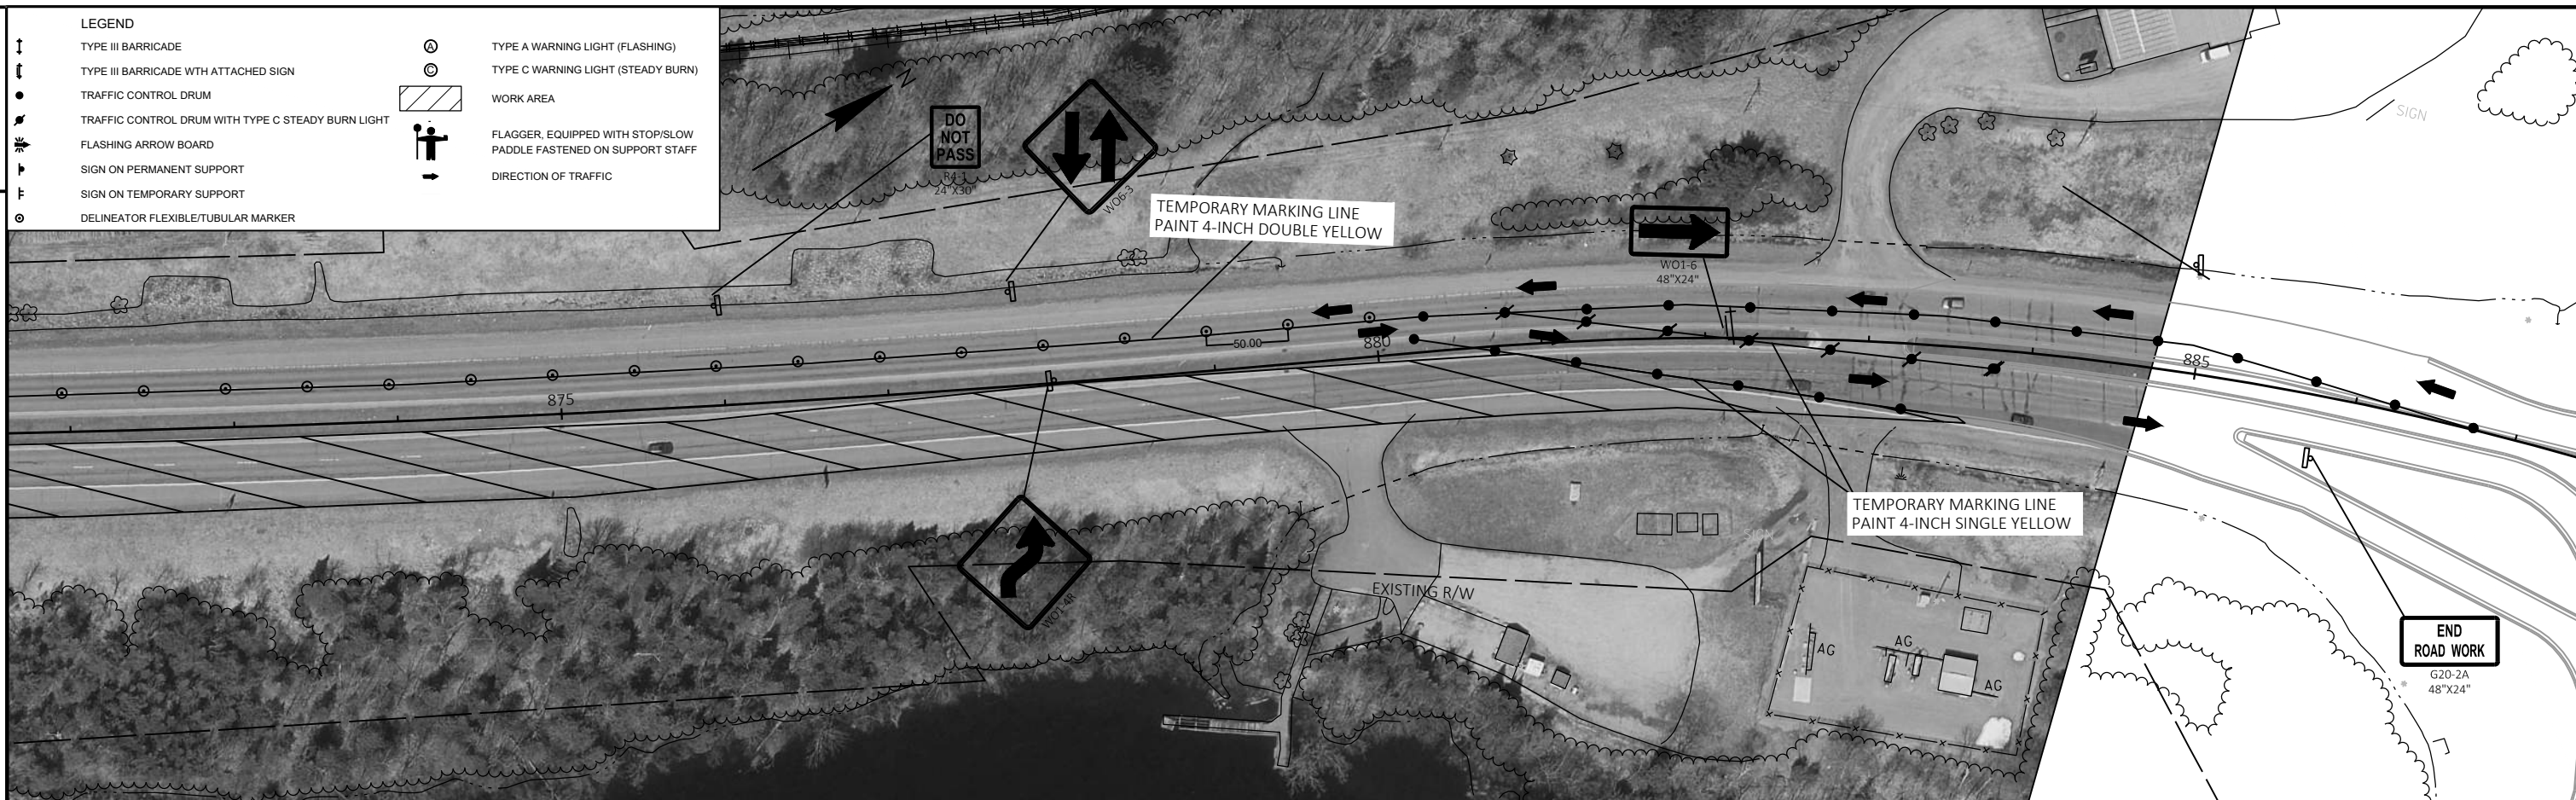 LEGEND
TYPE III BARRICADE
TYPE III BARRICADE WTH ATTACHED SIGN
TRAFFIC CONTROL DRUM
TRAFFIC CONTROL DRUM WITH TYPE C STEADY BURN LIGHT
FLASHING ARROW BOARD
SIGN ON PERMANENT SUPPORT
SIGN ON TEMPORARY SUPPORT
DELINEATOR FLEXIBLE/TUBULAR MARKER
A
TYPE A WARNING LIGHT (FLASHING)
C
TYPE C WARNING LIGHT (STEADY BURN)
WORK AREA
FLAGGER, EQUIPPED WITH STOP/SLOW
PADDLE FASTENED ON SUPPORT STAFF
DIRECTION OF TRAFFIC
N
DO
NOT
PASS
R4-1
24"X30"
WO6-3
TEMPORARY MARKING LINE
PAINT 4-INCH DOUBLE YELLOW
WO1-6
48"X24"
SIGN
50.00
880
885
875
TEMPORARY MARKING LINE
PAINT 4-INCH SINGLE YELLOW
WO1-4R
EXISTING R/W
AG
AG
AG
END
ROAD WORK
G20-2A
48"X24"